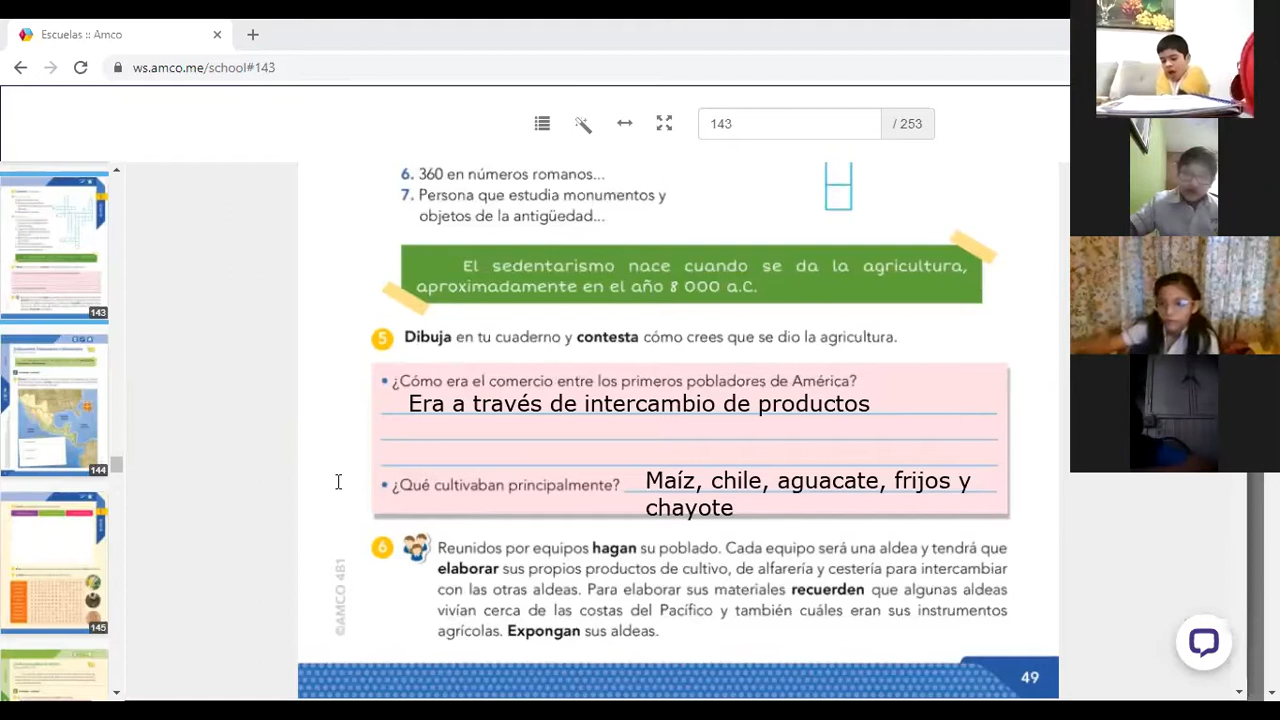 Escuelas :: Amco
ws.amco.me/school#143
143 / 253
6. 360 en números romanos...
7. Persona que estudia monumentos y
objetos de la antigüedad...
El sedentarismo nace cuando se da la agricultura,
aproximadamente en el año 8 000 a.C.
5 Dibuja en tu cuaderno y contesta cómo crees que se dio la agricultura.
• ¿Cómo era el comercio entre los primeros pobladores de América?
Era a través de intercambio de productos
• ¿Qué cultivaban principalmente? Maíz, chile, aguacate, frijos y
chayote
6 Reunidos por equipos hagan su poblado. Cada equipo será una aldea y tendrá que
elaborar sus propios productos de cultivo, de alfarería y cestería para intercambiar
con las otras aldeas. Para elaborar sus materiales recuerden que algunas aldeas
vivían cerca de las costas del Pacífico y también cuáles eran sus instrumentos
agrícolas. Expongan sus aldeas.
©AMCO 4B1
49
143
144
145